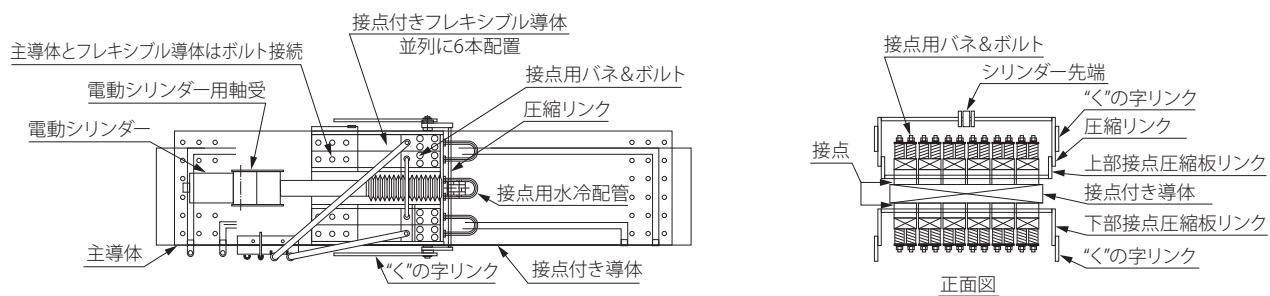 接点付きフレキシブル導体
並列に6本配置
主導体とフレキシブル導体はボルト接続
接点用バネ&ボルト
電動シリンダー用軸受
圧縮リンク
電動シリンダー
接点用水冷配管
主導体
“く”の字リンク
接点付き導体
接点用バネ&ボルト
シリンダー先端
“く”の字リンク
圧縮リンク
接点
上部接点圧縮板リンク
接点付き導体
下部接点圧縮板リンク
“く”の字リンク
正面図